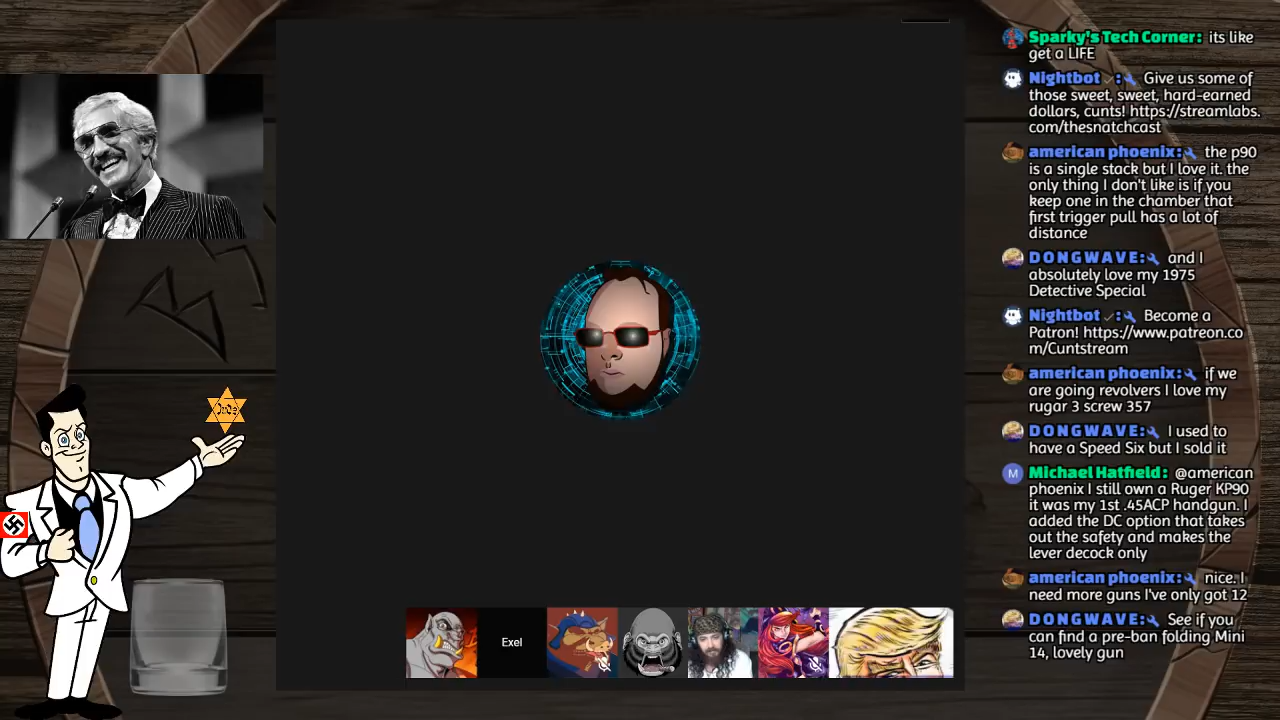 Sparky's Tech Corner: its like
get a LIFE
Nightbot: Give us some of
those sweet, sweet, hard-earned
dollars, cunts! https://streamlabs.
com/thesnatchcast
american phoenix: the p90
is a single stack but I love it. the
only thing I don't like is if you
keep one in the chamber that
first trigger pull has a lot of
distance
DONGWAVE: and I
absolutely love my 1975
Detective Special
Nightbot: Become a
Patron! https://www.patreon.co
m/Cuntstream
american phoenix: if we
are going revolvers I love my
rugar 3 screw 357
DONGWAVE: I used to
have a Speed Six but I sold it
M
Michael Hatfield: @american
phoenix I still own a Ruger KP90
it was my 1st .45ACP handgun. I
added the DC option that takes
out the safety and makes the
lever decock only
american phoenix: nice. I
need more guns I've only got 12
DONGWAVE: See if you
can find a pre-ban folding Mini
14, lovely gun
Jude
Exel